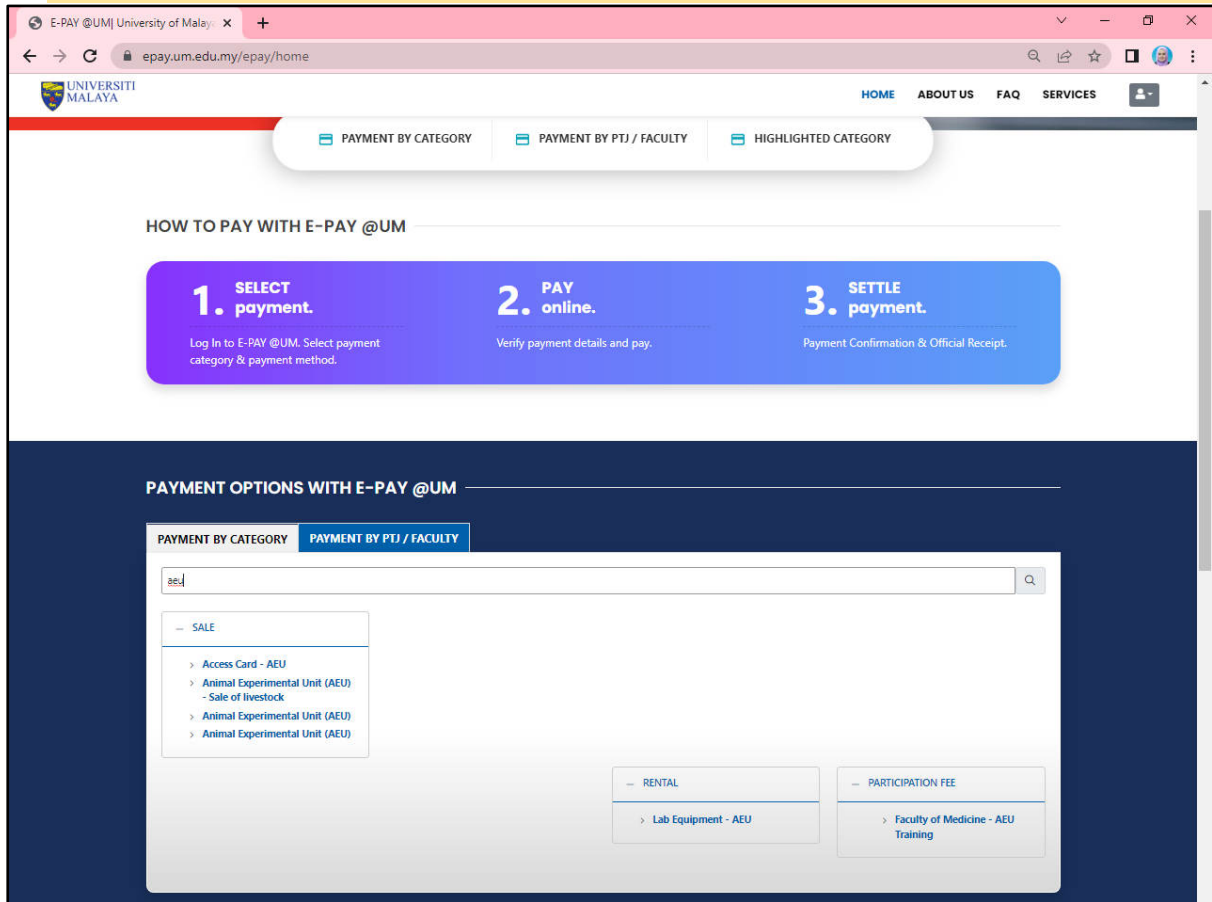 E-PAY @UM| University of Malay
epay.um.edu.my/epay/home
UNIVERSITI
MALAYA
HOME ABOUT US FAQ SERVICES
PAYMENT BY CATEGORY PAYMENT BY PTJ / FACULTY HIGHLIGHTED CATEGORY
HOW TO PAY WITH E-PAY @UM
1. SELECT
payment.
Log In to E-PAY @UM. Select payment
category & payment method.
2. PAY
online.
Verify payment details and pay.
3. SETTLE
payment.
Payment Confirmation & Official Receipt.
PAYMENT OPTIONS WITH E-PAY @UM
PAYMENT BY CATEGORY PAYMENT BY PTJ / FACULTY
aeu
SALE
Access Card - AEU
Animal Experimental Unit (AEU)
- Sale of livestock
Animal Experimental Unit (AEU)
Animal Experimental Unit (AEU)
RENTAL
Lab Equipment - AEU
PARTICIPATION FEE
Faculty of Medicine - AEU
Training